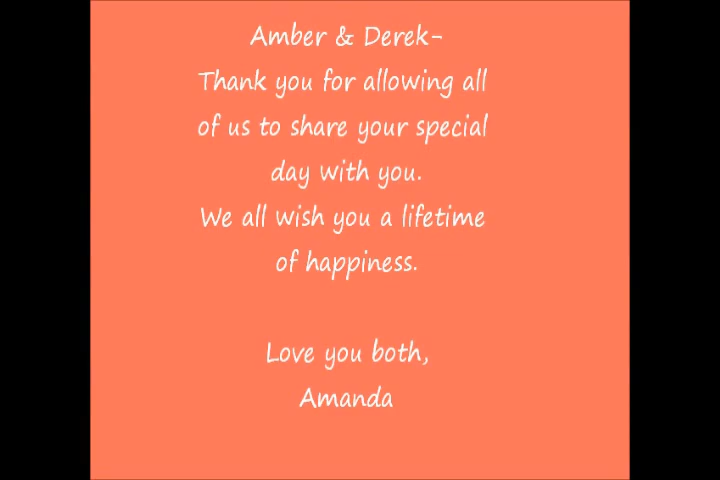 Amber & Derek-
Thank you for allowing all
of us to share your special
day with you.
We all wish you a lifetime
of happiness.
Love you both,
Amanda